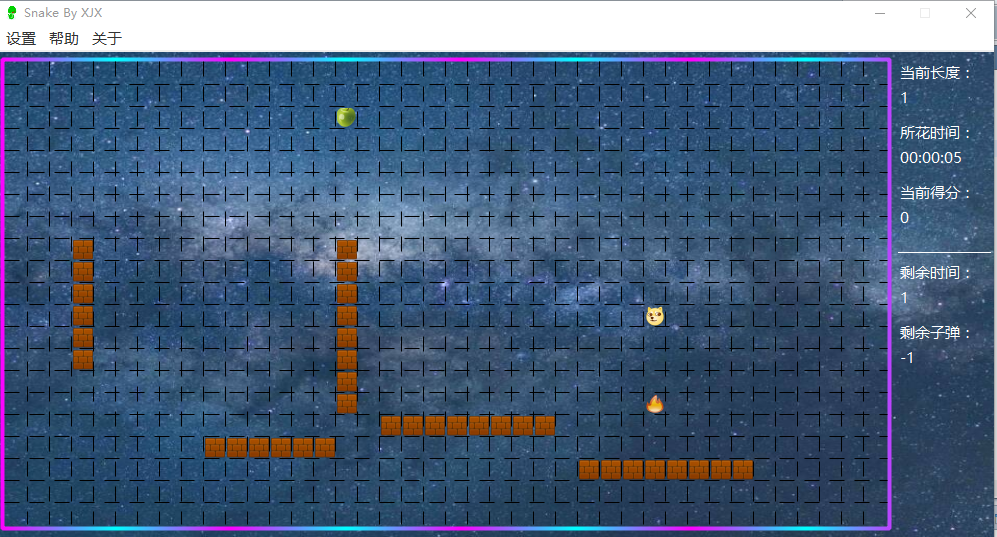 Snake By XJX
设置 帮助 关于
当前长度：
1
所花时间：
00:00:05
当前得分：
0
剩余时间：
1
剩余子弹：
-1